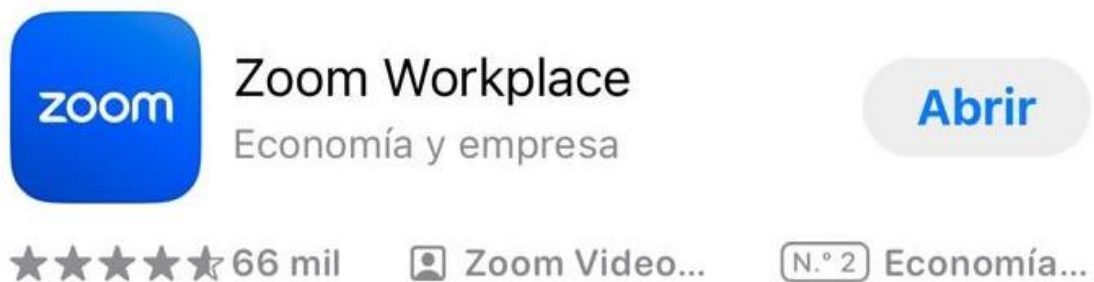 zoom
Zoom Workplace
Economía y empresa
Abrir
66 mil Zoom Video... N.º 2 Economía...